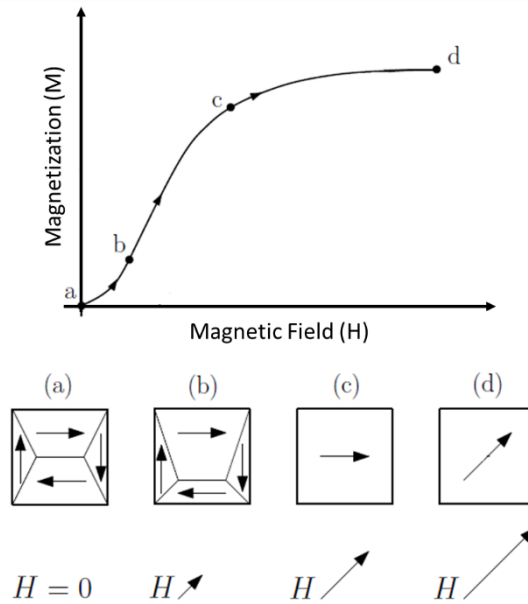 Magnetization (M)
d
c
b
a
Magnetic Field (H)
(a) (b) (c) (d)
H = 0 H H H